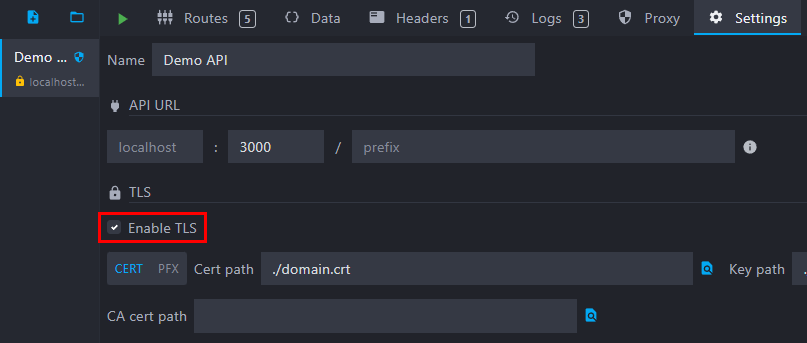 Routes 5 Data Headers 1 Logs 3 Proxy Settings
Demo ...
localhost...
Name Demo API
API URL
localhost : 3000 / prefix
TLS
Enable TLS
CERT PFX Cert path ./domain.crt Key path .
CA cert path